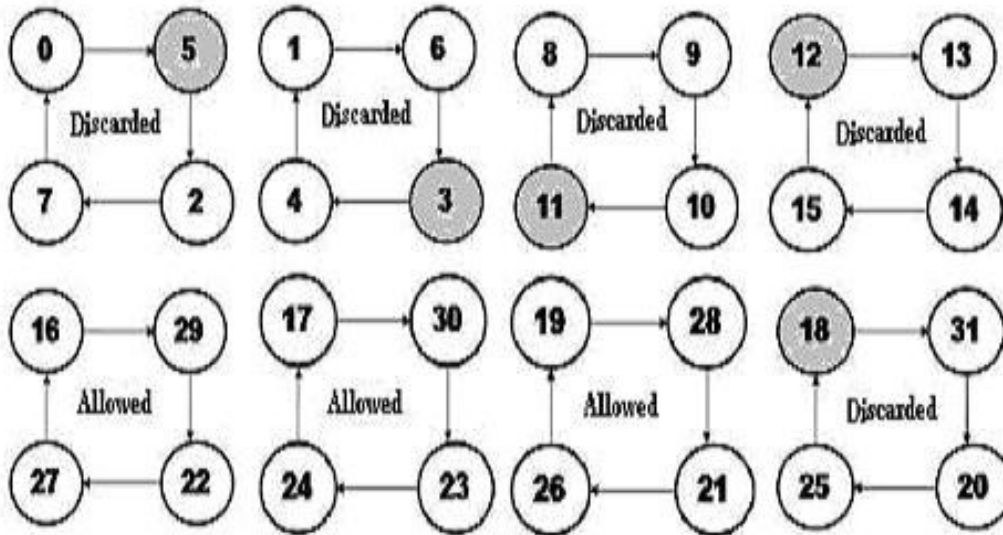 0 5 1 6 8 9 12 13
Discarded Discarded Discarded Discarded
7 2 4 3 11 10 15 14
16 29 17 30 19 28 18 31
Allowed Allowed Allowed Discarded
27 22 24 23 26 21 25 20